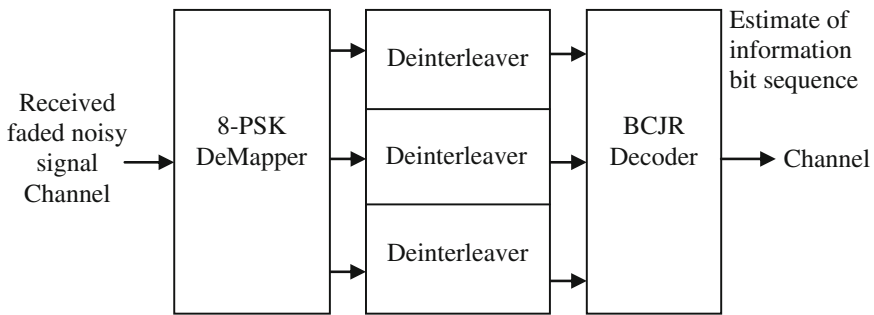 Received
faded noisy
signal
Channel
8-PSK
DeMapper
Deinterleaver
Deinterleaver
Deinterleaver
BCJR
Decoder
Estimate of
information
bit sequence
Channel